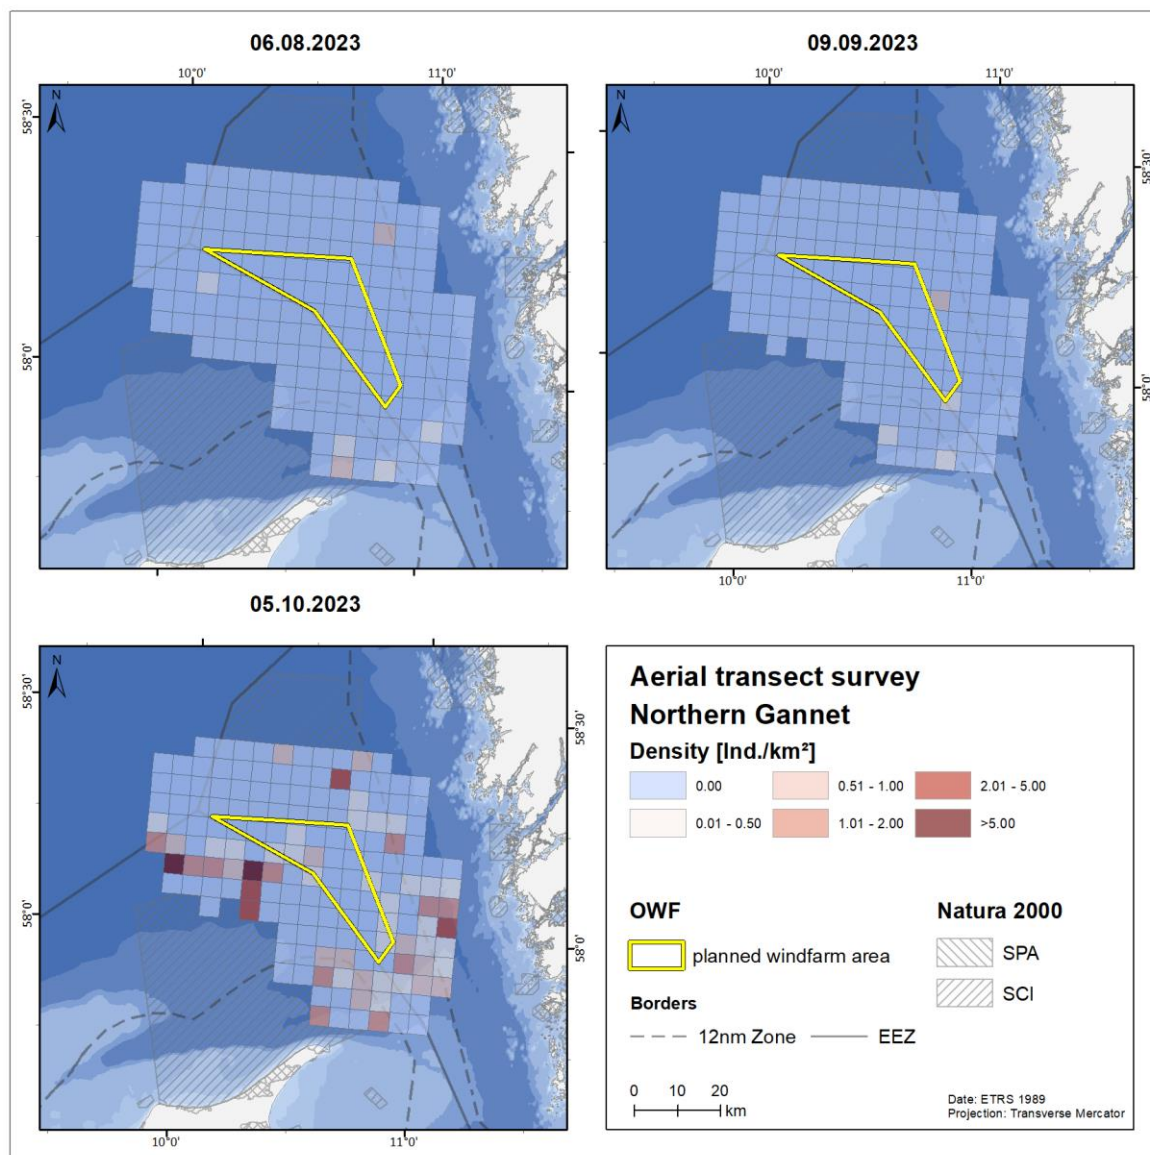 06.08.2023
09.09.2023
10°0'
11°0'
10°0'
11°0'
N
58°30'
58°0'
N
58°30'
58°0'
10°0'
11°0'
05.10.2023
N
58°30'
58°0'
58°30'
58°0'
10°0'
11°0'
Aerial transect survey
Northern Gannet
Density [Ind./km²]
0.00
0.51 - 1.00
2.01 - 5.00
0.01 - 0.50
1.01 - 2.00
>5.00
OWF
Natura 2000
planned windfarm area
SPA
SCI
Borders
12nm Zone
EEZ
0 10 20
km
Date: ETRS 1989
Projection: Transverse Mercator